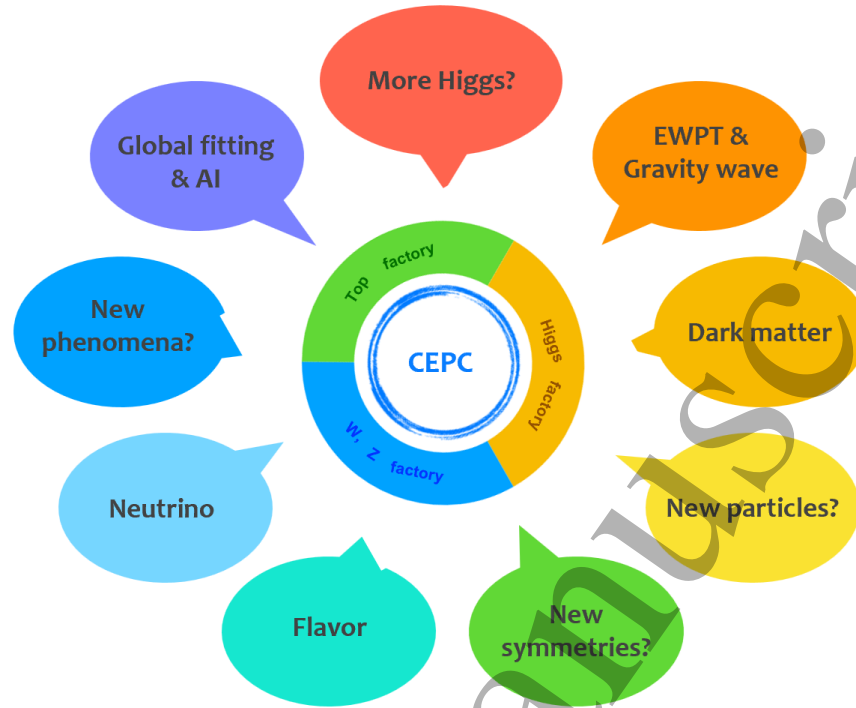 More Higgs?
EWPT &
Gravity wave
Dark matter
New particles?
New
symmetries?
Flavor
Neutrino
New
phenomena?
Global fitting
& AI
Top factory
Higgs factory
W, Z factory
CEPC